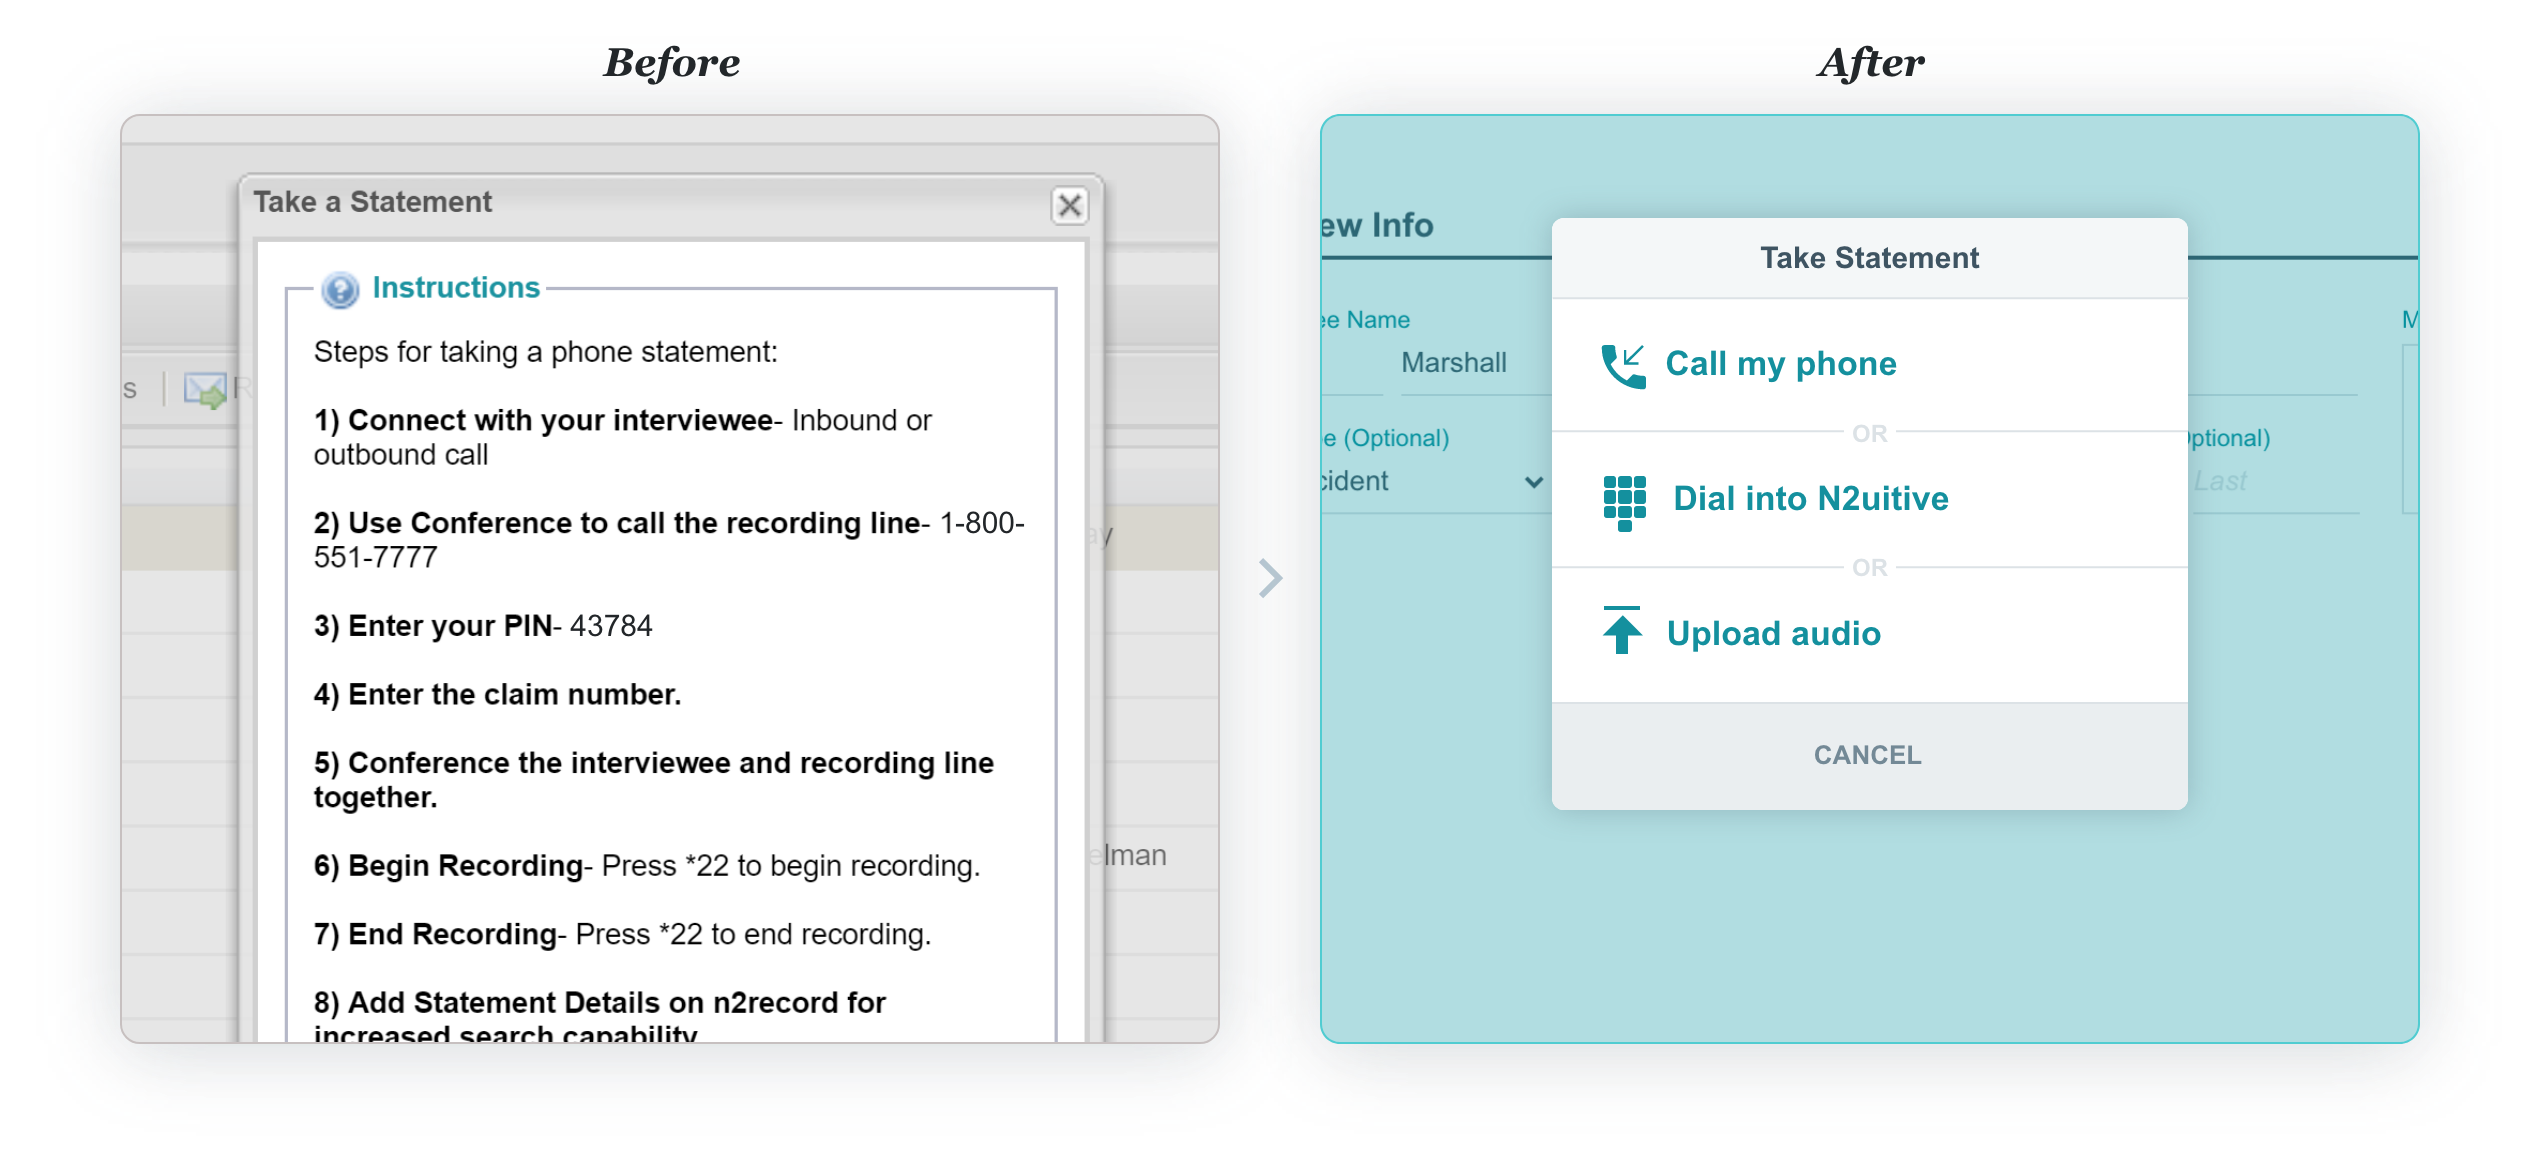 Before
Take a Statement
Instructions
Steps for taking a phone statement:
1) Connect with your interviewee- Inbound or
outbound call
2) Use Conference to call the recording line- 1-800-
551-7777
3) Enter your PIN- 43784
4) Enter the claim number.
5) Conference the interviewee and recording line
together.
6) Begin Recording- Press *22 to begin recording.
7) End Recording- Press *22 to end recording.
8) Add Statement Details on n2record for
increased search capability
s
R
ay
elman
After
ew Info
ee Name
Marshall
e (Optional)
cident
M
ptional)
Last
Take Statement
Call my phone
OR
Dial into N2uitive
OR
Upload audio
CANCEL